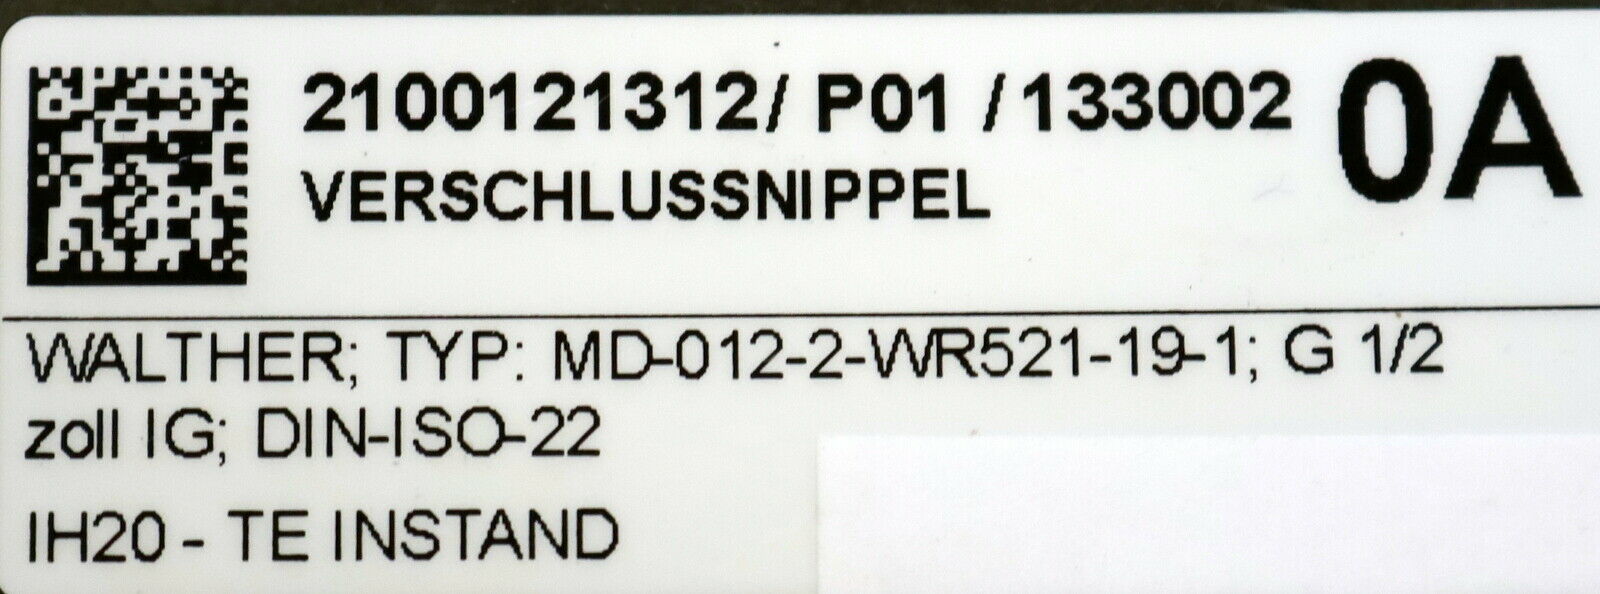 2100121312/ P01 /133002 0A
VERSCHLUSSNIPPEL
WALTHER; TYP: MD-012-2-WR521-19-1; G 1/2
zoll IG; DIN-ISO-22
IH20 - TE INSTAND